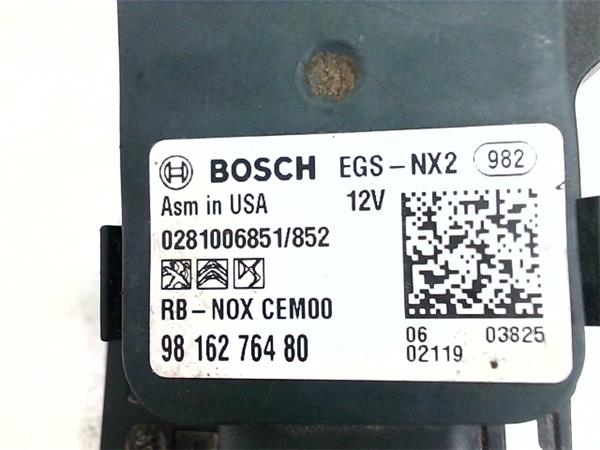 BOSCH EGS-NX2 982
Asm in USA 12V
0281006851/852
RB-NOX CEM00
98 162 764 80
06 03825
02119